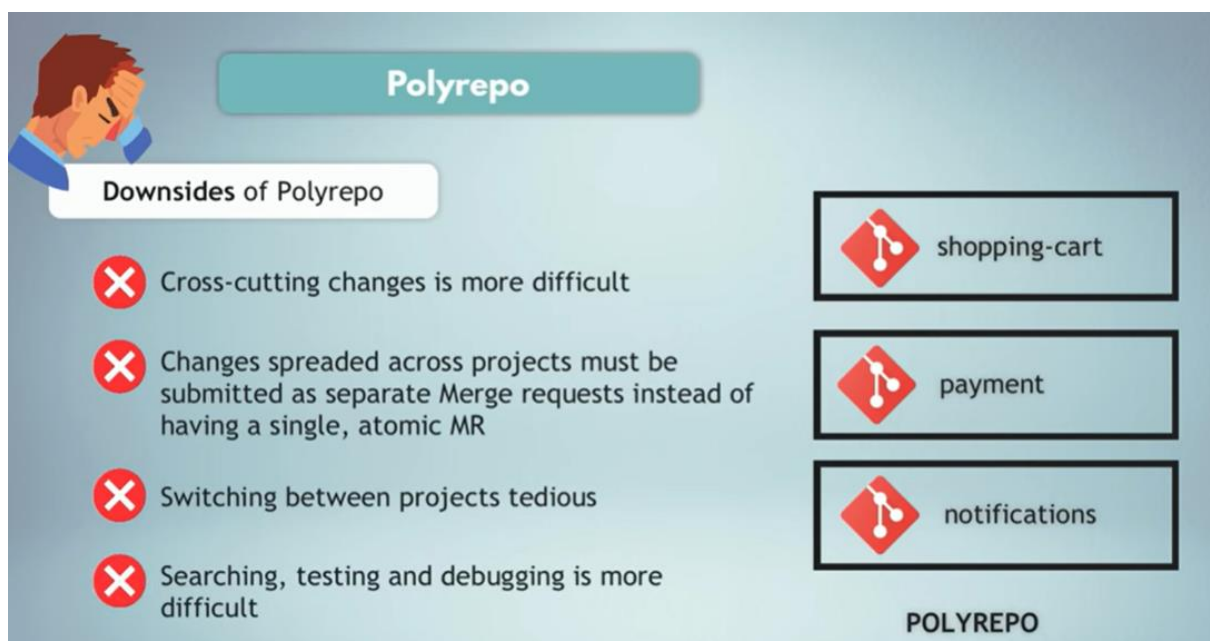 Polyrepo
Downsides of Polyrepo
Cross-cutting changes is more difficult
Changes spreaded across projects must be
submitted as separate Merge requests instead of
having a single, atomic MR
Switching between projects tedious
Searching, testing and debugging is more
difficult
shopping-cart
payment
notifications
POLYREPO